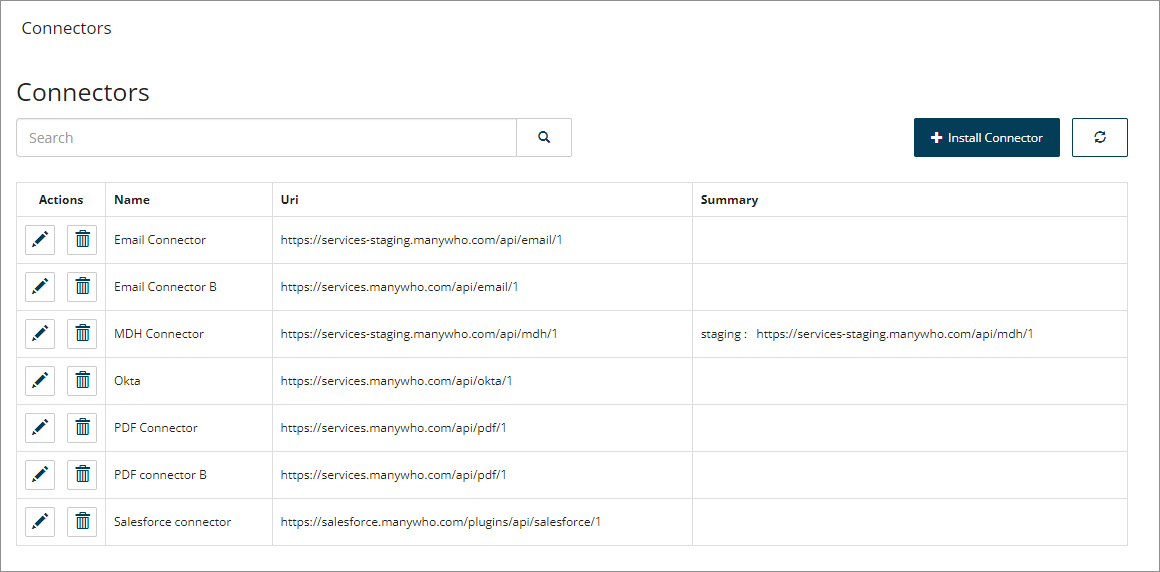 Connectors
Connectors
Search
Install Connector
Actions Name Uri Summary
Email Connector https://services-staging.manywho.com/api/email/1
Email Connector B https://services.manywho.com/api/email/1
MDH Connector https://services-staging.manywho.com/api/mdh/1 staging : https://services-staging.manywho.com/api/mdh/1
Okta https://services.manywho.com/api/okta/1
PDF Connector https://services.manywho.com/api/pdf/1
PDF connector B https://services.manywho.com/api/pdf/1
Salesforce connector https://salesforce.manywho.com/plugins/api/salesforce/1